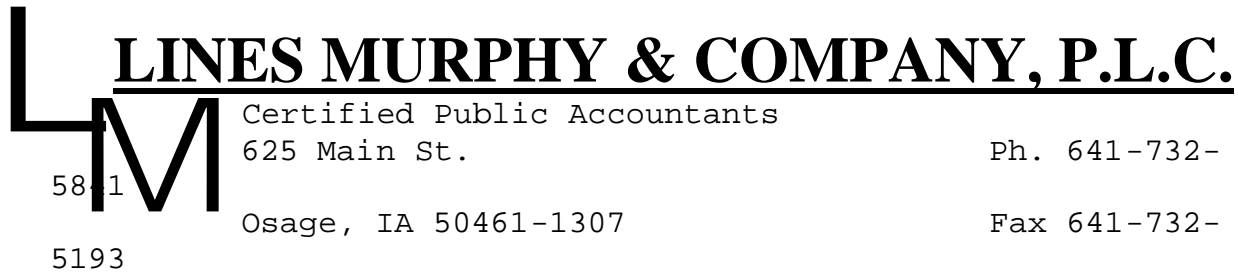 LM
LINES MURPHY & COMPANY, P.L.C.
Certified Public Accountants
625 Main St. Ph. 641-732-
5841
Osage, IA 50461-1307 Fax 641-732-
5193